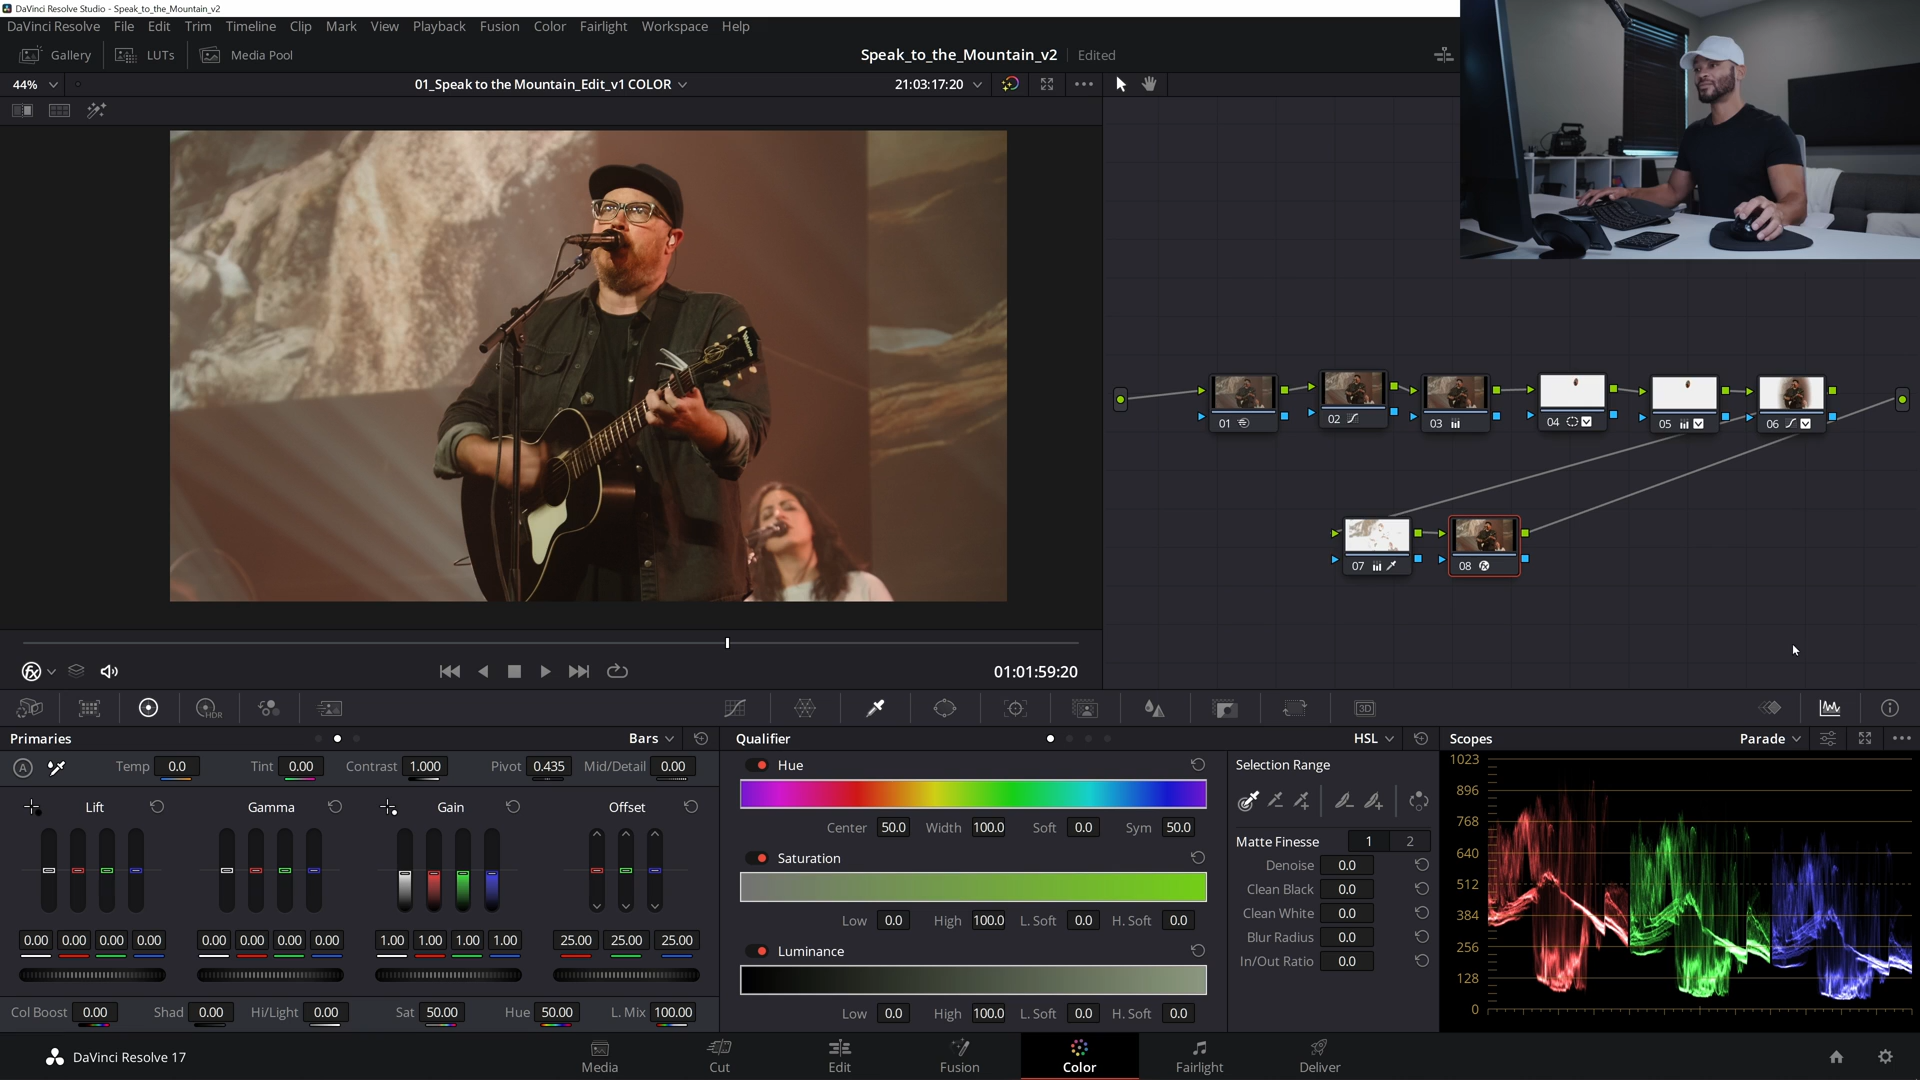 DaVinci Resolve Studio - Speak_to_the_Mountain_v2
DaVinci Resolve File Edit Trim Timeline Clip Mark View Playback Fusion Color Fairlight Workspace Help
Gallery LUTs Media Pool Speak_to_the_Mountain_v2 Edited
44% 01_Speak to the Mountain_Edit_v1 COLOR 21:03:17:20
01 02 03 04 05 06
07 08
01:01:59:20
HDR 3D
Primaries Bars Qualifier HSL Scopes Parade
A Temp 0.0 Tint 0.00 Contrast 1.000 Pivot 0.435 Mid/Detail 0.00
Lift Gamma Gain Offset
0.00 0.00 0.00 0.00 0.00 0.00 0.00 0.00 1.00 1.00 1.00 1.00 25.00 25.00 25.00
Col Boost 0.00 Shad 0.00 Hi/Light 0.00 Sat 50.00 Hue 50.00 L. Mix 100.00
Hue
Center 50.0 Width 100.0 Soft 0.0 Sym 50.0
Saturation
Low 0.0 High 100.0 L. Soft 0.0 H. Soft 0.0
Luminance
Low 0.0 High 100.0 L. Soft 0.0 H. Soft 0.0
Selection Range
Matte Finesse 1 2
Denoise 0.0
Clean Black 0.0
Clean White 0.0
Blur Radius 0.0
In/Out Ratio 0.0
1023
896
768
640
512
384
256
128
0
DaVinci Resolve 17 Media Cut Edit Fusion Color Fairlight Deliver